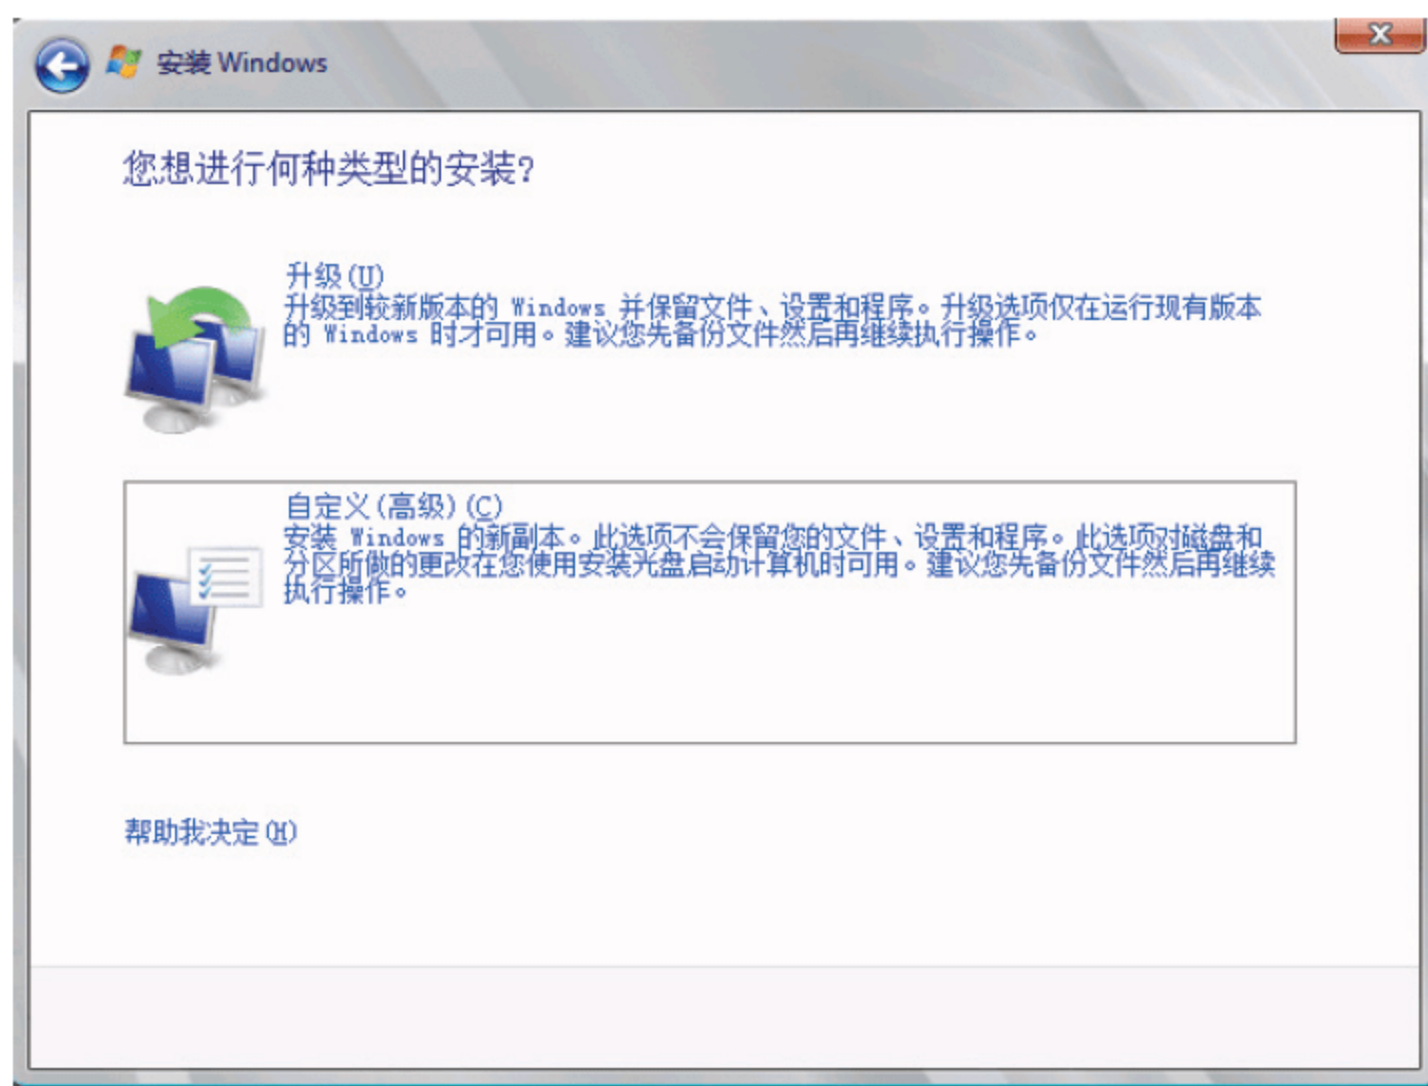 安装 Windows
您想进行何种类型的安装?
升级(U)
升级到较新版本的 Windows 并保留文件、设置和程序。升级选项仅在运行现有版本
的 Windows 时才可用。建议您先备份文件然后再继续执行操作。
自定义(高级)(C)
安装 Windows 的新副本。此选项不会保留您的文件、设置和程序。此选项对磁盘和
分区所做的更改在您使用安装光盘启动计算机时可用。建议您先备份文件然后再继续
执行操作。
帮助我决定(H)